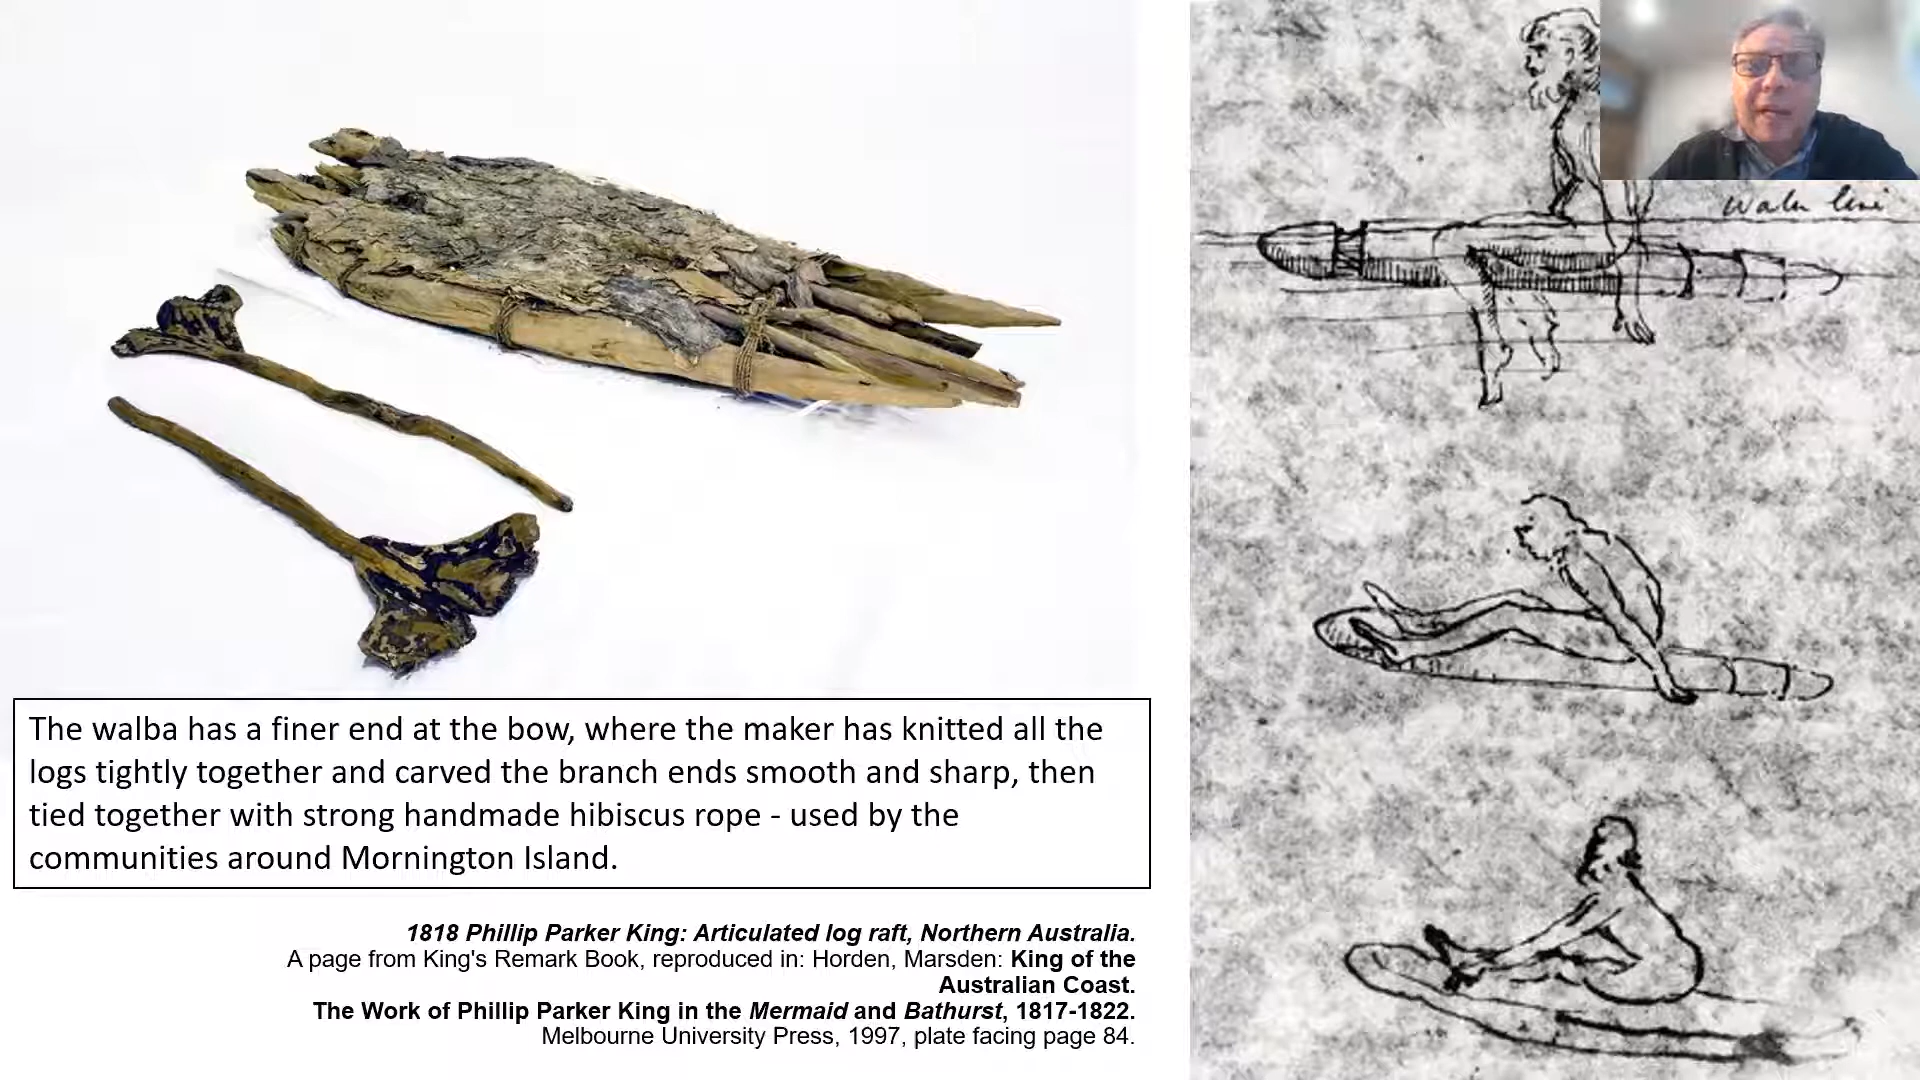 water line
The walba has a finer end at the bow, where the maker has knitted all the
logs tightly together and carved the branch ends smooth and sharp, then
tied together with strong handmade hibiscus rope - used by the
communities around Mornington Island.
1818 Phillip Parker King: Articulated log raft, Northern Australia.
A page from King's Remark Book, reproduced in: Horden, Marsden: King of the
Australian Coast.
The Work of Phillip Parker King in the Mermaid and Bathurst, 1817-1822.
Melbourne University Press, 1997, plate facing page 84.